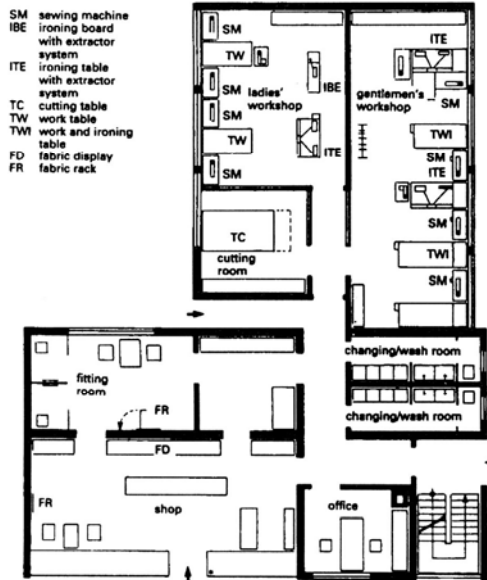 SM sewing machine
IBE ironing board
with extractor
system
ITE ironing table
with extractor
system
TC cutting table
TW work table
TWI work and ironing
table
FD fabric display
FR fabric rack
SM
TW
SM
ladies'
workshop
IBE
SM
TW
ITE
SM
TC
cutting
room
ITE
gentlemen's
workshop
SM
TWI
SM
ITE
SM
TWI
SM
changing/wash room
changing/wash room
fitting
room
FR
FD
FR
shop
office